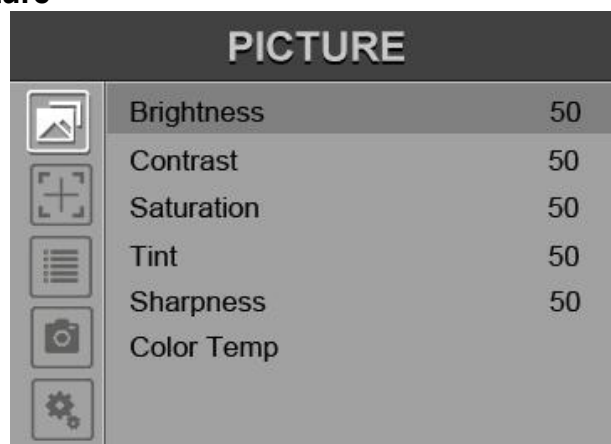 PICTURE
Brightness 50
Contrast 50
Saturation 50
Tint 50
Sharpness 50
Color Temp